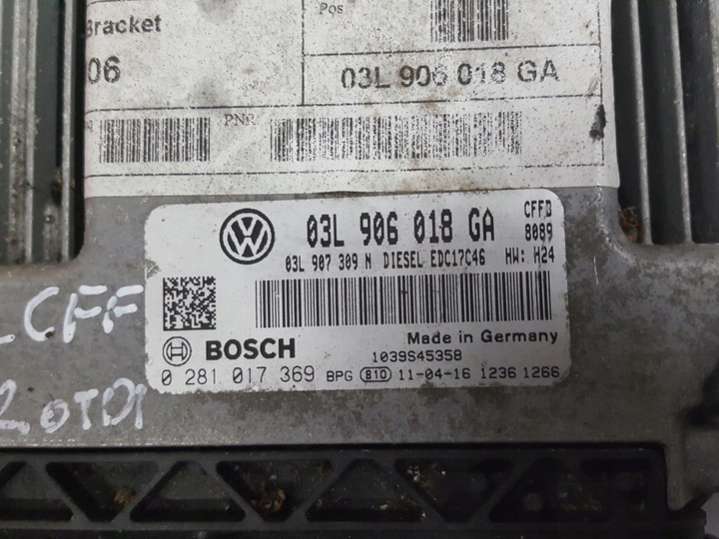 Bracket
Pos
06
03L 906 018 GA
PNR
03L 906 018 GA CFFB
8089
03L 907 309 N DIESEL EDC17C46 HW: H24
Made in Germany
BOSCH
1039S45358
0 281 017 369 BPG 810 11-04-16 1236 1266
CFF
2.0TDI